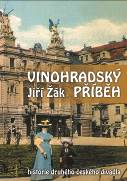 VINOHRADSKÝ
Jiří Žák PŘÍBĚH
historie druhého českého divadla